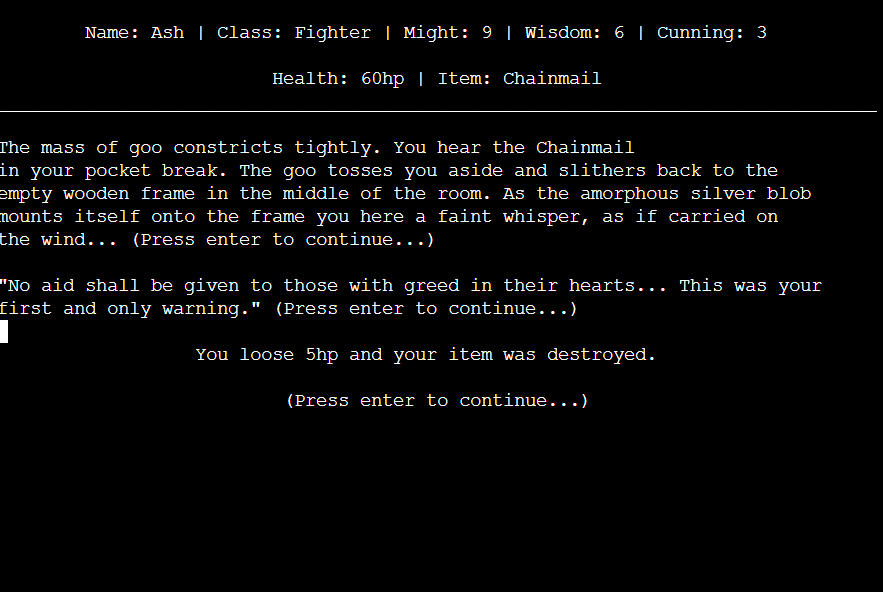 Name: Ash | Class: Fighter | Might: 9 | Wisdom: 6 | Cunning: 3
Health: 60hp | Item: Chainmail
The mass of goo constricts tightly. You hear the Chainmail
in your pocket break. The goo tosses you aside and slithers back to the
empty wooden frame in the middle of the room. As the amorphous silver blob
mounts itself onto the frame you here a faint whisper, as if carried on
the wind... (Press enter to continue...)
"No aid shall be given to those with greed in their hearts... This was your
first and only warning." (Press enter to continue...)
You loose 5hp and your item was destroyed.
(Press enter to continue...)